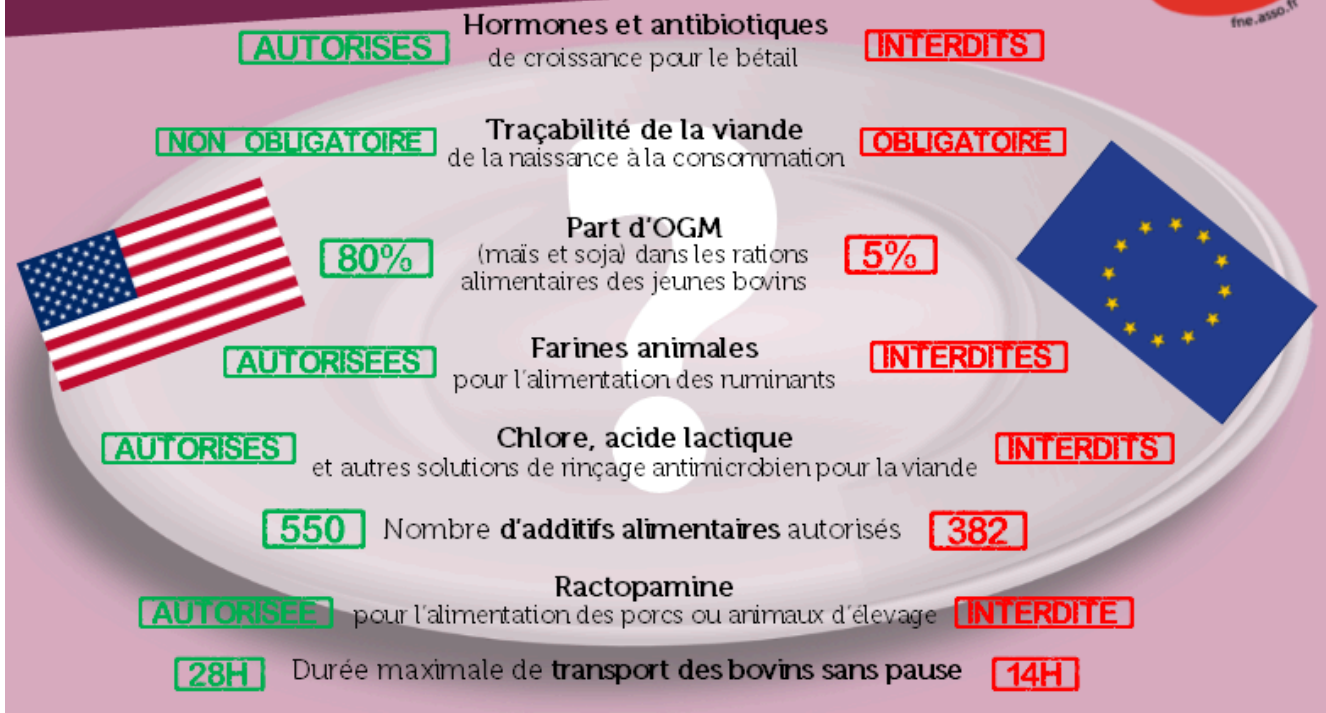 fne.asso.fr
Hormones et antibiotiques
AUTORISES de croissance pour le bétail INTERDITS
Traçabilité de la viande
NON OBLIGATOIRE de la naissance à la consommation OBLIGATOIRE
Part d'OGM
80% (maïs et soja) dans les rations 5%
alimentaires des jeunes bovins
Farines animales
AUTORISEES pour l'alimentation des ruminants INTERDITES
Chlore, acide lactique
AUTORISES et autres solutions de rinçage antimicrobien pour la viande INTERDITS
550 Nombre d'additifs alimentaires autorisés 382
Ractopamine
AUTORISEE pour l'alimentation des porcs ou animaux d'élevage INTERDITE
28H Durée maximale de transport des bovins sans pause 14H